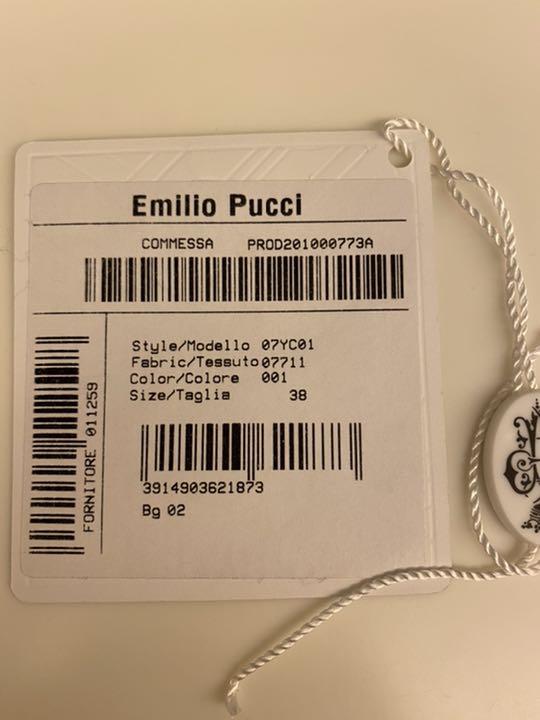 Emilio Pucci
COMMESSA PROD201000773A
Style/Modello 07YC01
Fabric/Tessuto 07711
Color/Colore 001
Size/Taglia 38
3914903621873
Bg 02
FORNITORE 011259